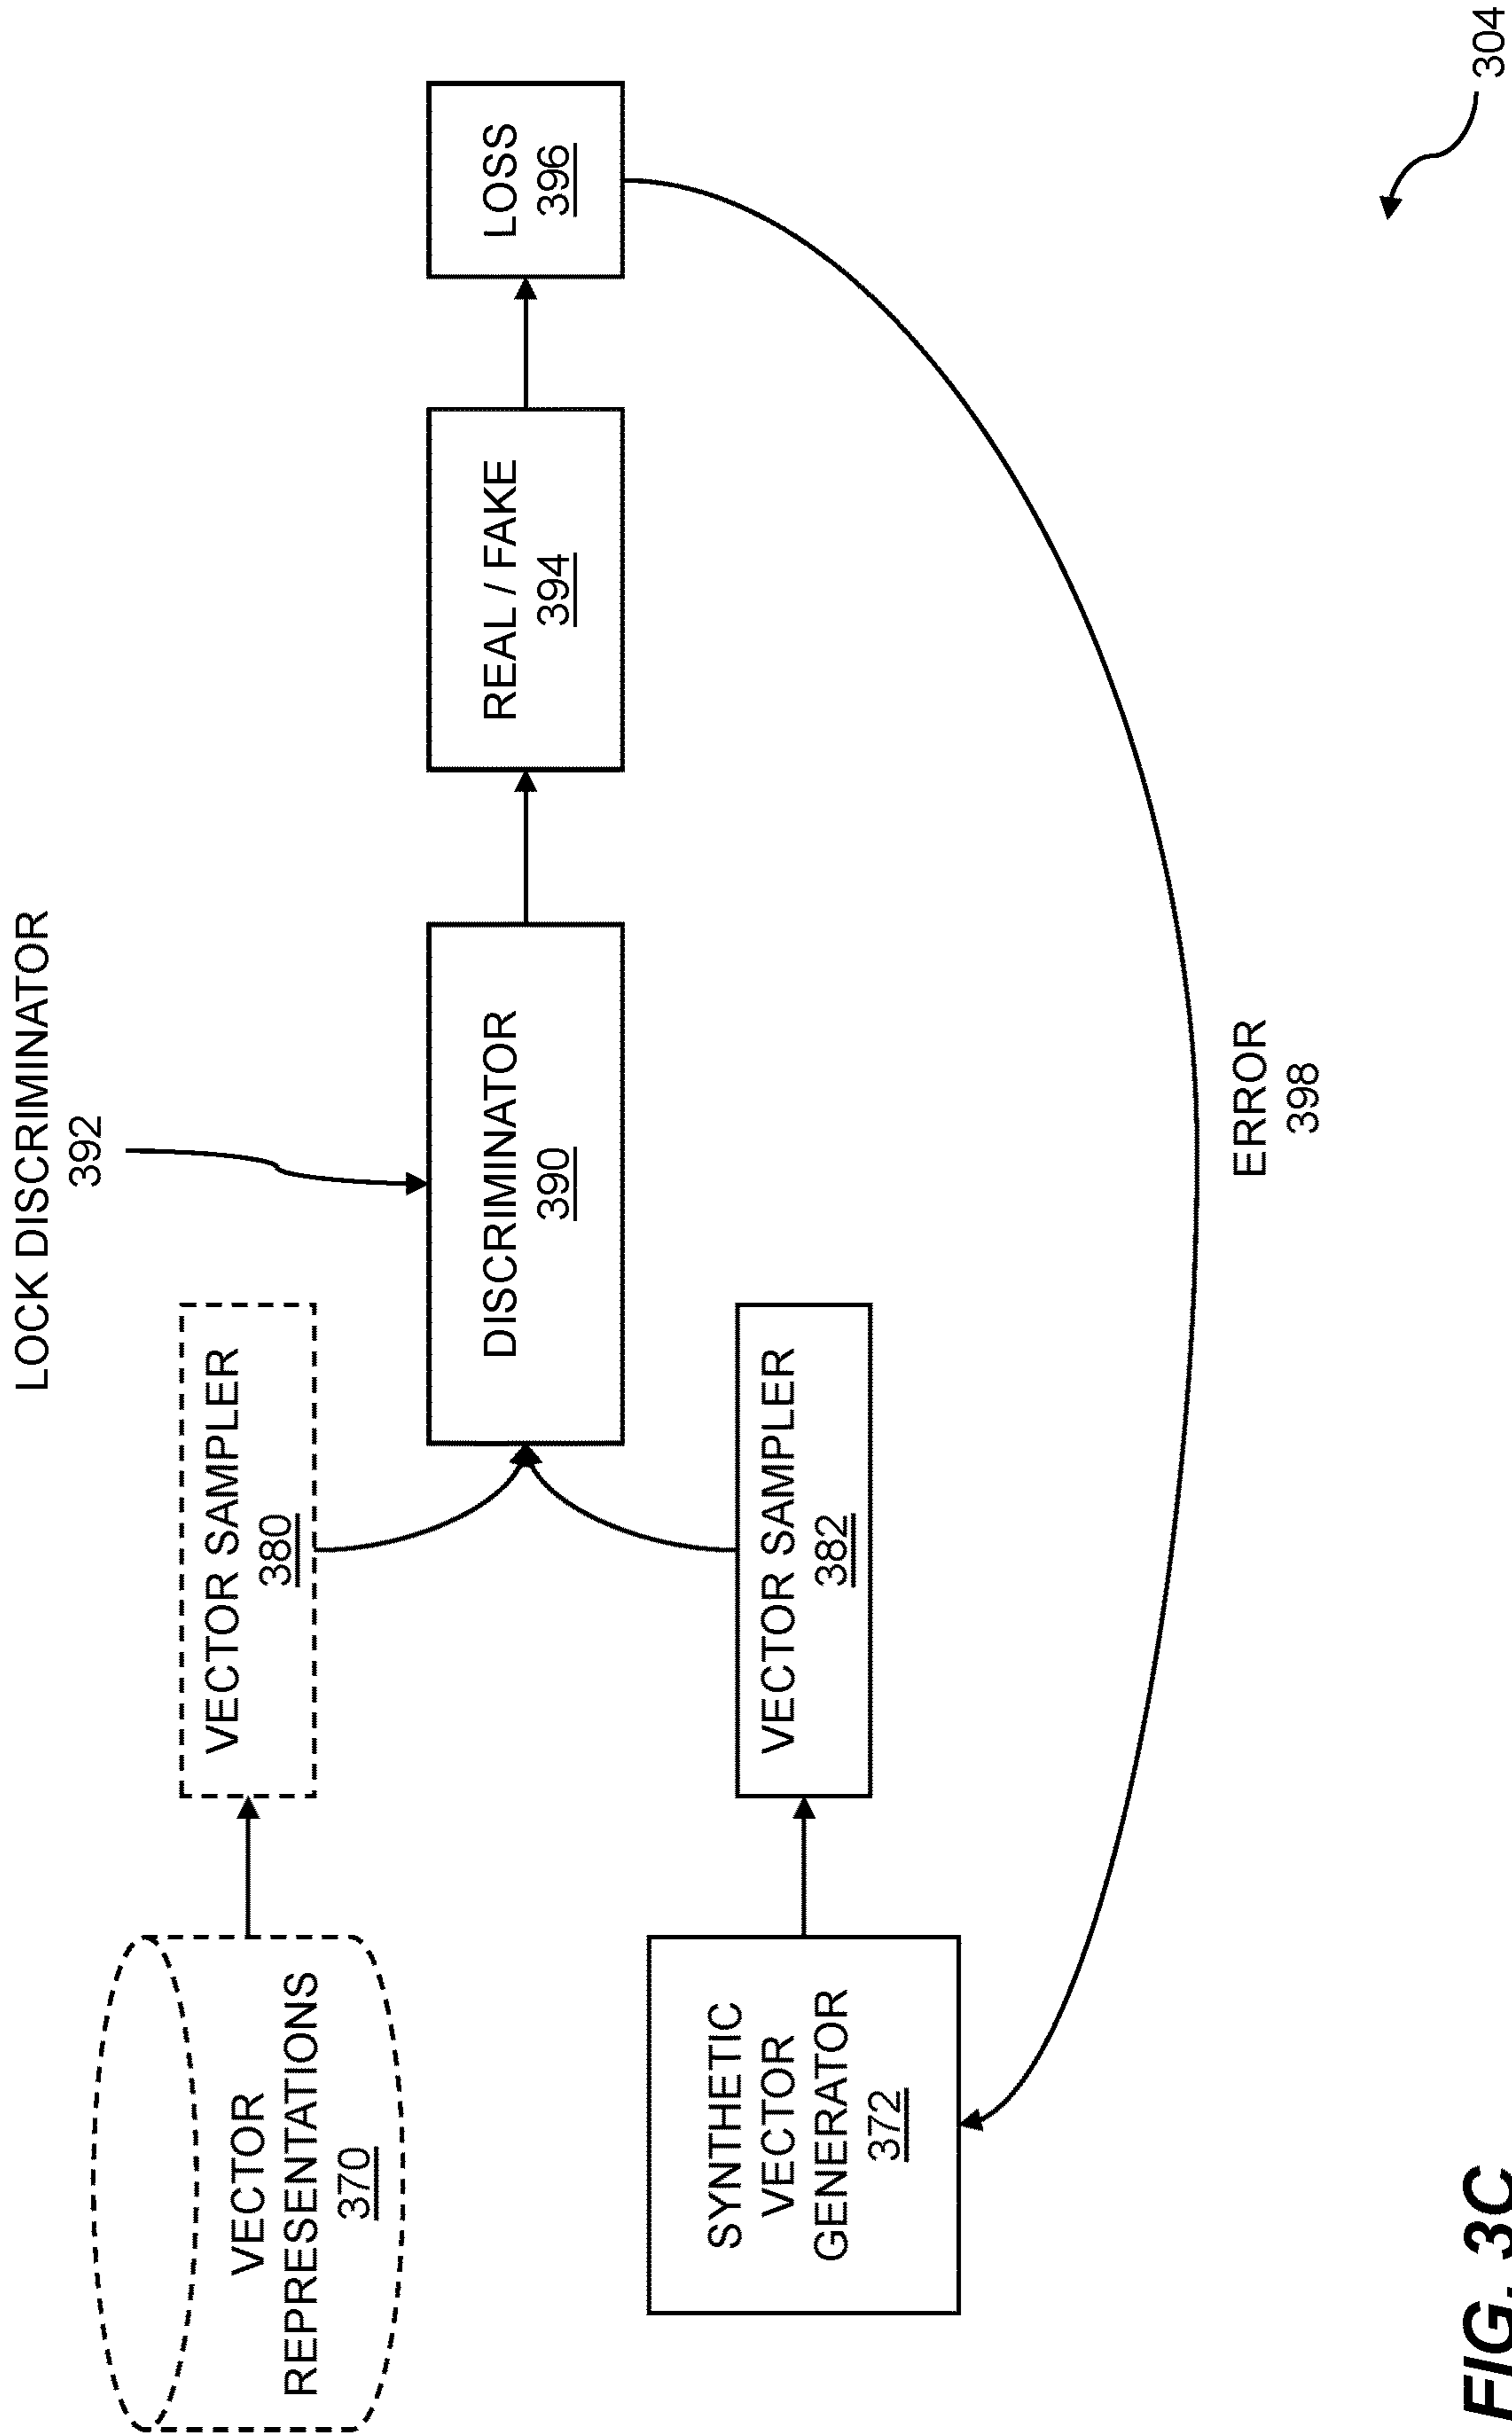 LOCK DISCRIMINATOR
392
VECTOR
REPRESENTATIONS
370
VECTOR SAMPLER
380
DISCRIMINATOR
390
REAL / FAKE
394
LOSS
396
SYNTHETIC
VECTOR
GENERATOR
372
VECTOR SAMPLER
382
ERROR
398
304
FIG. 3C